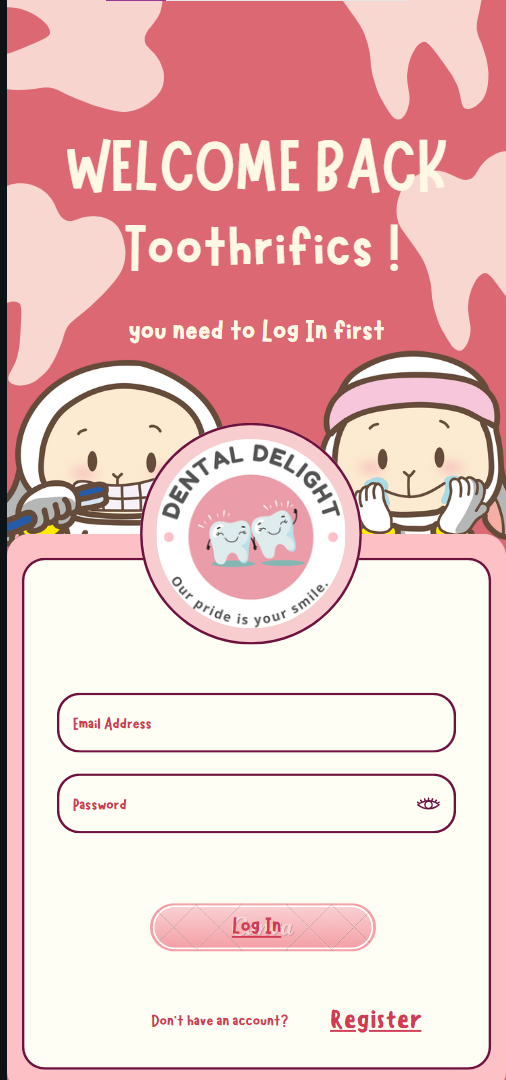 WELCOME BACK
Toothrifics !
you need to Log In first
DENTAL DELIGHT
Our pride is your smile.
Email Address
Password
Log In
Don't have an account?
Register